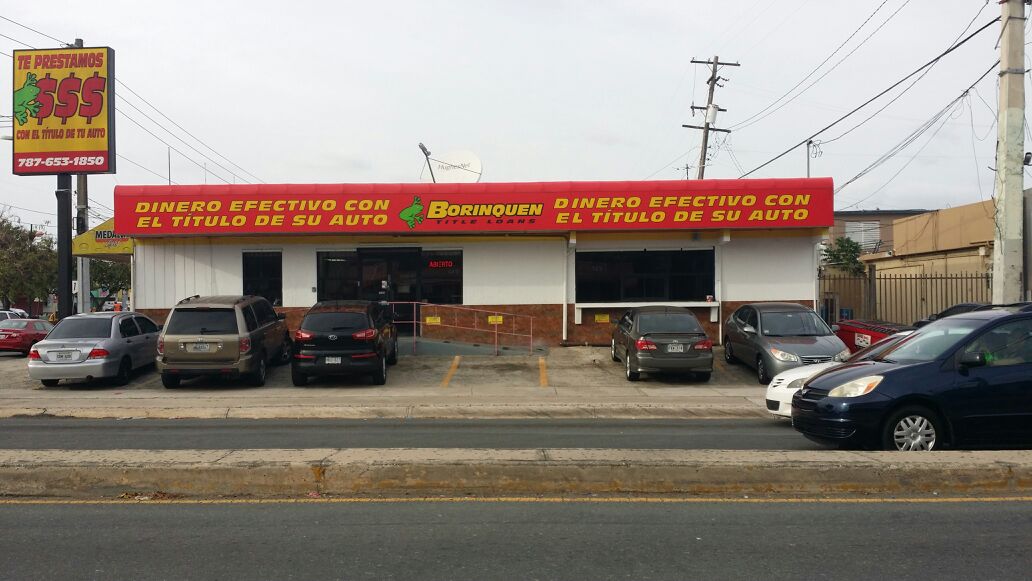 TE PRESTAMOS
$$$
CON EL TÍTULO DE TU AUTO
787-653-1850
HughesNet
DINERO EFECTIVO CON
EL TÍTULO DE SU AUTO
BORINQUEN
TITLE LOANS
DINERO EFECTIVO CON
EL TÍTULO DE SU AUTO
ABIERTO